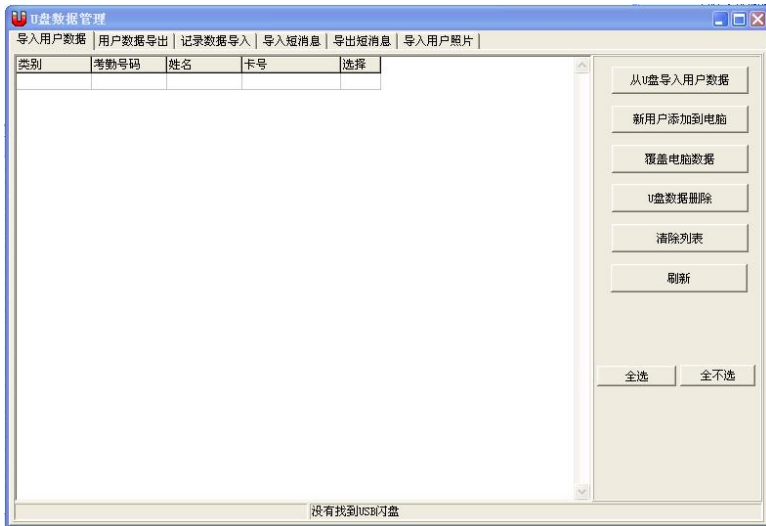 U盘数据管理
导入用户数据 用户数据导出 记录数据导入 导入短消息 导出短消息 导入用户照片
类别 考勤号码 姓名 卡号 选择
从U盘导入用户数据
新用户添加到电脑
覆盖电脑数据
U盘数据删除
清除列表
刷新
全选 全不选
没有找到USB闪盘